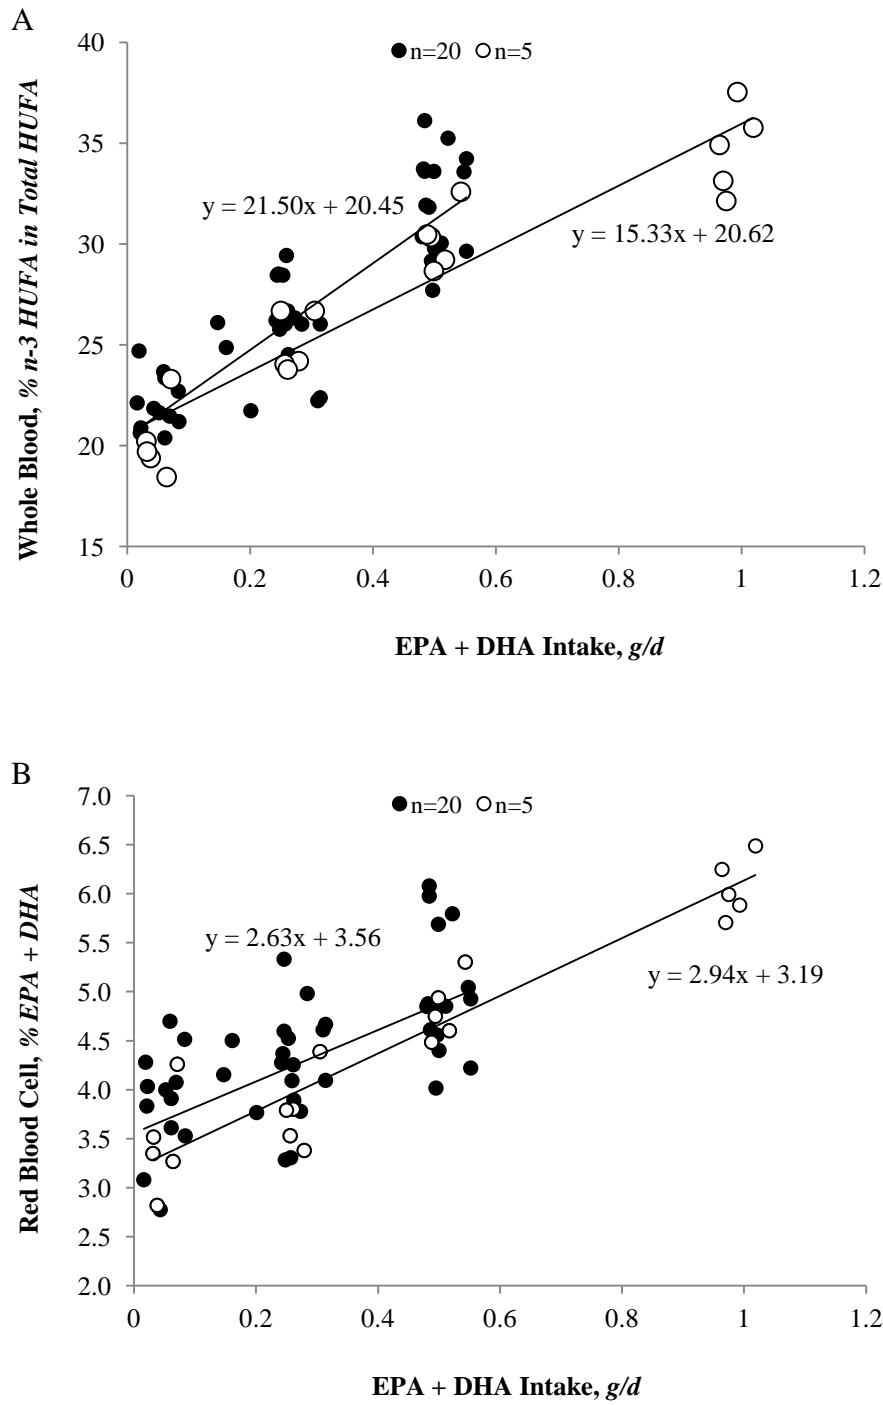 A
40
35
30
25
20
15
n=20 n=5
y = 21.50x + 20.45
y = 15.33x + 20.62
0 0.2 0.4 0.6 0.8 1 1.2
Whole Blood, % n-3 HUFA in Total HUFA
EPA + DHA Intake, g/d
B
7.0
6.5
6.0
5.5
5.0
4.5
4.0
3.5
3.0
2.5
2.0
n=20 n=5
y = 2.63x + 3.56
y = 2.94x + 3.19
0 0.2 0.4 0.6 0.8 1 1.2
Red Blood Cell, % EPA + DHA
EPA + DHA Intake, g/d